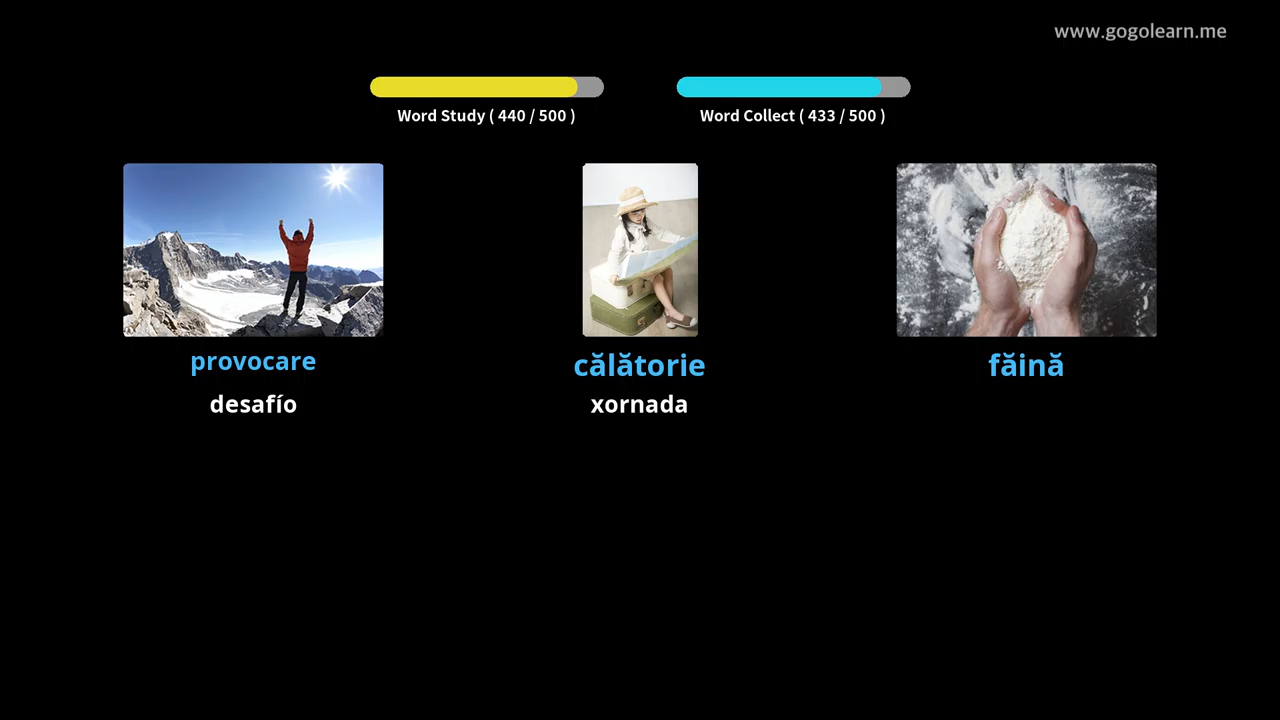 www.gogolearn.me
Word Study ( 440 / 500 )
Word Collect ( 433 / 500 )
provocare
călătorie
făină
desafío
xornada